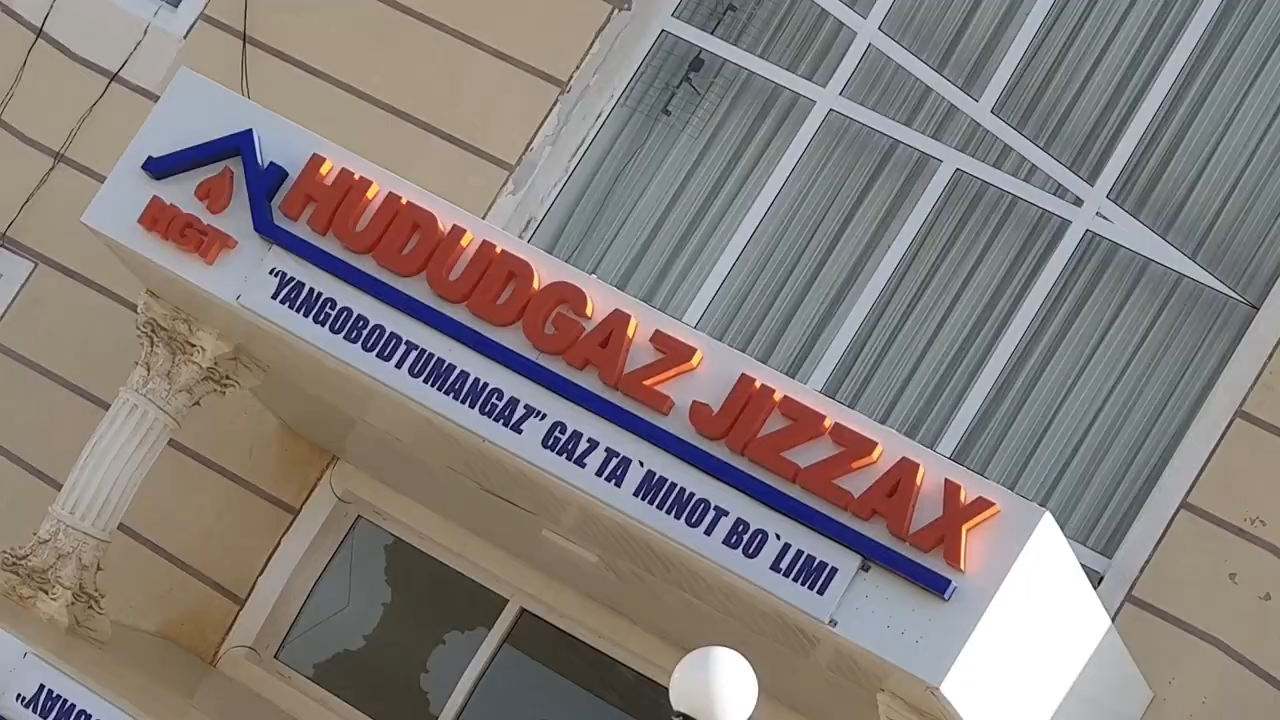 HUDUDGAZ JIZZAX
HGT
“YANGOBODTUMANGAZ” GAZ TA`MINOT BO`LIMI